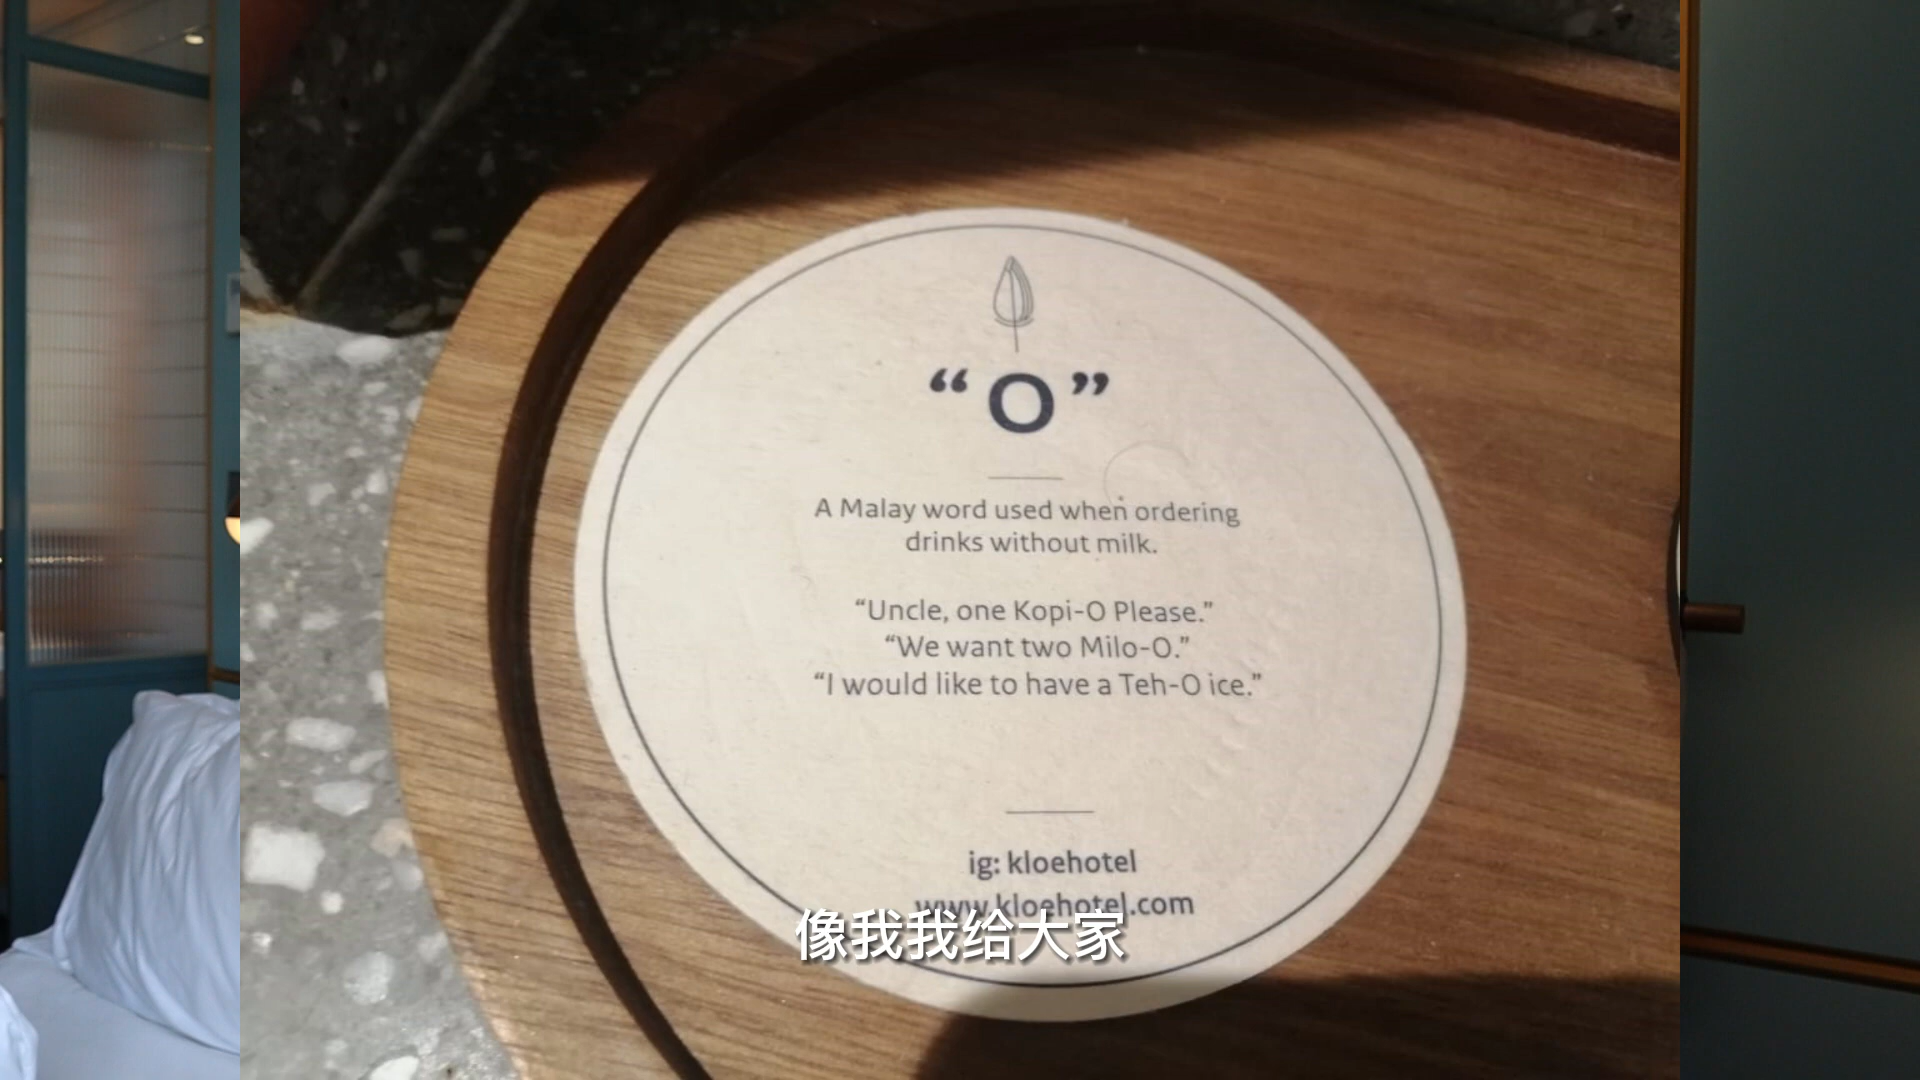 “O”
A Malay word used when ordering
drinks without milk.
“Uncle, one Kopi-O Please.”
“We want two Milo-O.”
“I would like to have a Teh-O ice.”
ig: kloehotel
www.kloehotel.com
像我我给大家